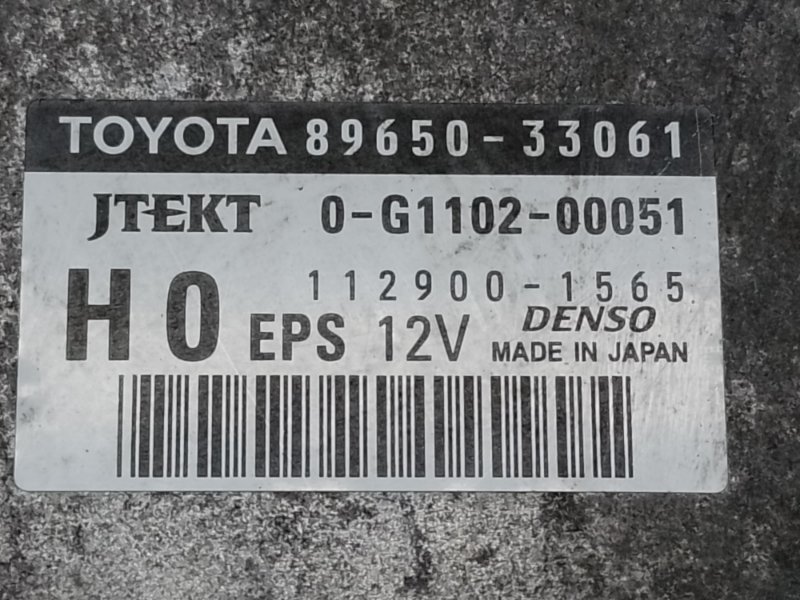 TOYOTA 89650-33061
JTEKT 0-G1102-00051
112900-1565
H0 EPS 12V DENSO
MADE IN JAPAN